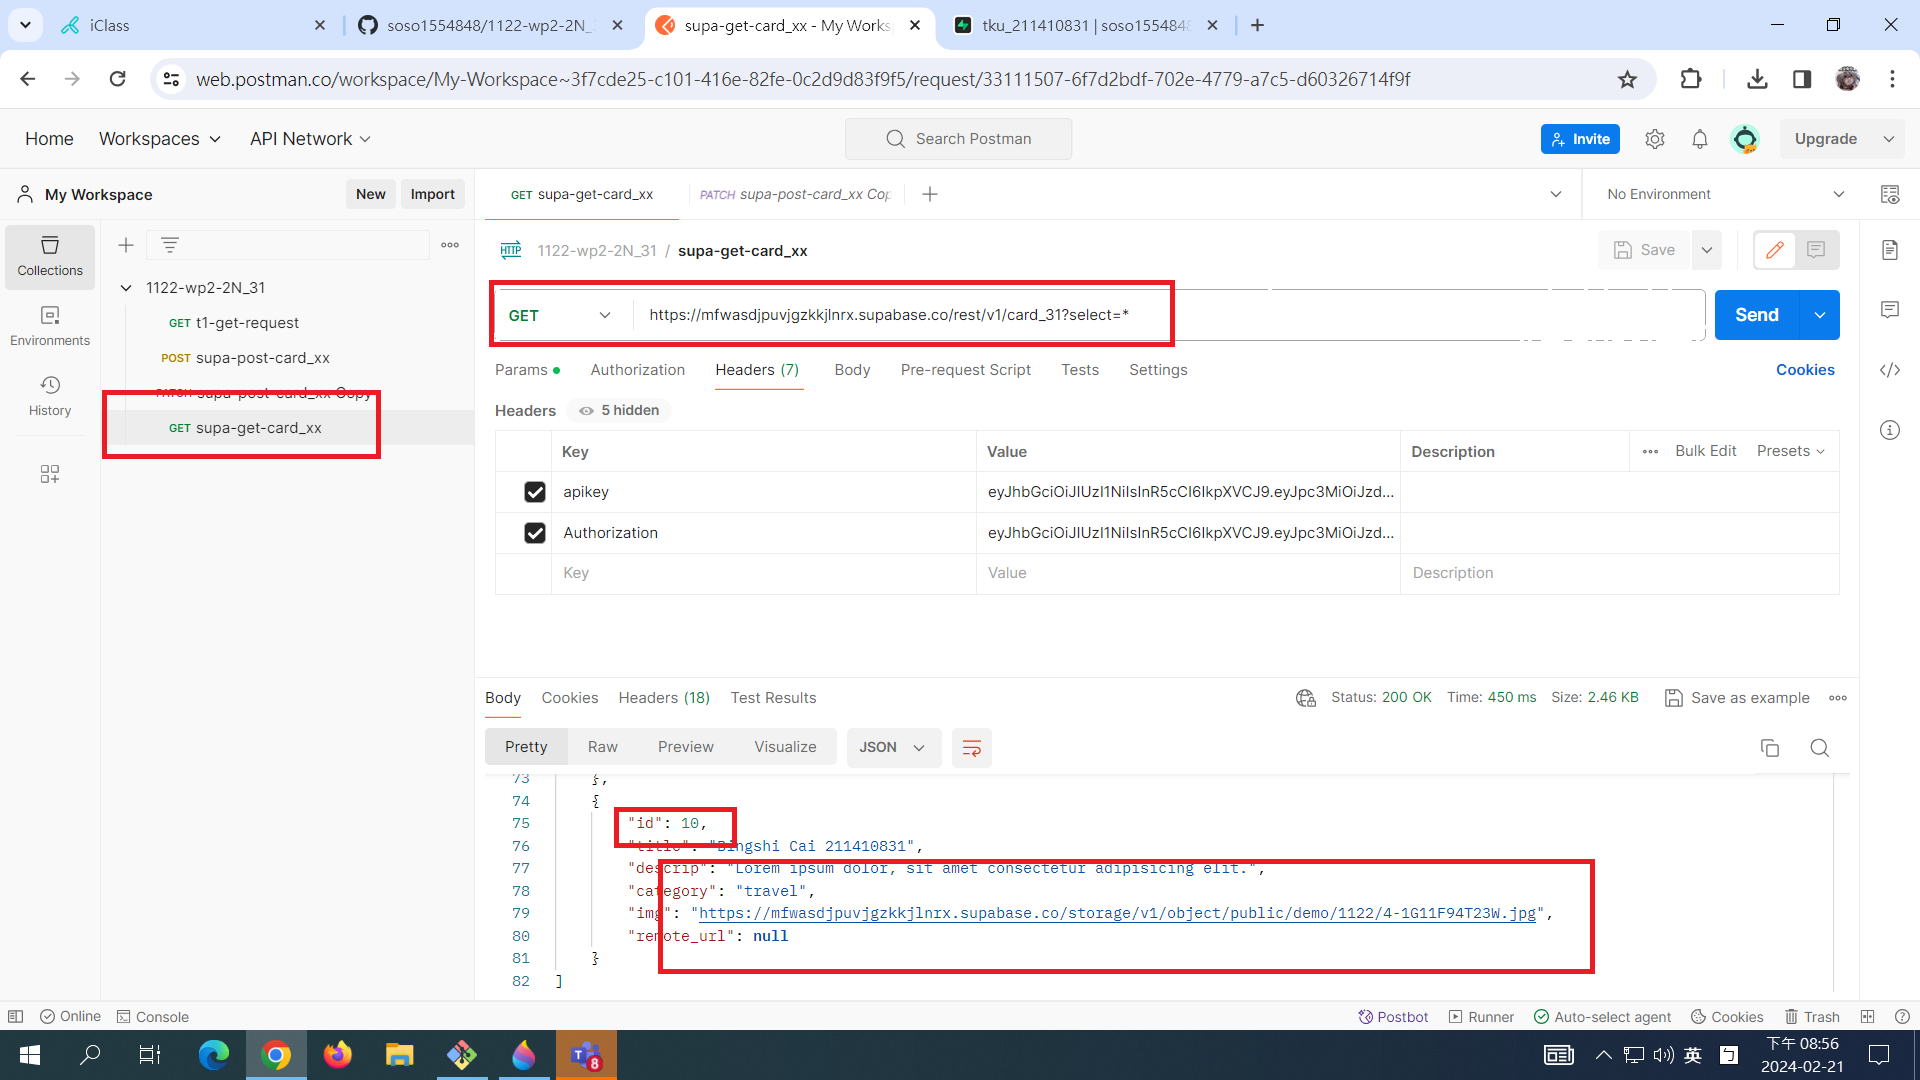 iClass
soso1554848/1122-wp2-2N_
supa-get-card_xx - My Works
tku_211410831 | soso1554848
web.postman.co/workspace/My-Workspace~3f7cde25-c101-416e-82fe-0c2d9d83f9f5/request/33111507-6f7d2bdf-702e-4779-a7c5-d60326714f9f
Home
Workspaces
API Network
Search Postman
Invite
Upgrade
My Workspace
New
Import
GET supa-get-card_xx
PATCH supa-post-card_xx Cop
No Environment
Collections
Environments
History
1122-wp2-2N_31
GET t1-get-request
POST supa-post-card_xx
PATCH supa-post-card_xx Copy
GET supa-get-card_xx
HTTP 1122-wp2-2N_31 / supa-get-card_xx
Save
GET
https://mfwasdjpuvjgzkkjlnrx.supabase.co/rest/v1/card_31?select=*
Send
Params
Authorization
Headers (7)
Body
Pre-request Script
Tests
Settings
Cookies
Headers
5 hidden
Key
Value
Description
Bulk Edit
Presets
apikey
eyJhbGciOiJIUzI1NiIsInR5cCI6IkpXVCJ9.eyJpc3MiOiJzd...
Authorization
eyJhbGciOiJIUzI1NiIsInR5cCI6IkpXVCJ9.eyJpc3MiOiJzd...
Key
Value
Description
Body
Cookies
Headers (18)
Test Results
Status: 200 OK
Time: 450 ms
Size: 2.46 KB
Save as example
Pretty
Raw
Preview
Visualize
JSON
73 },
74 {
75 "id": 10,
76 "title": "Bingshi Cai 211410831",
77 "descrip": "Lorem ipsum dolor, sit amet consectetur adipisicing elit.",
78 "category": "travel",
79 "img": "https://mfwasdjpuvjgzkkjlnrx.supabase.co/storage/v1/object/public/demo/1122/4-1G11F94T23W.jpg",
80 "remote_url": null
81 }
82 ]
Online
Console
Postbot
Runner
Auto-select agent
Cookies
Trash
8
英
下午 08:56
2024-02-21